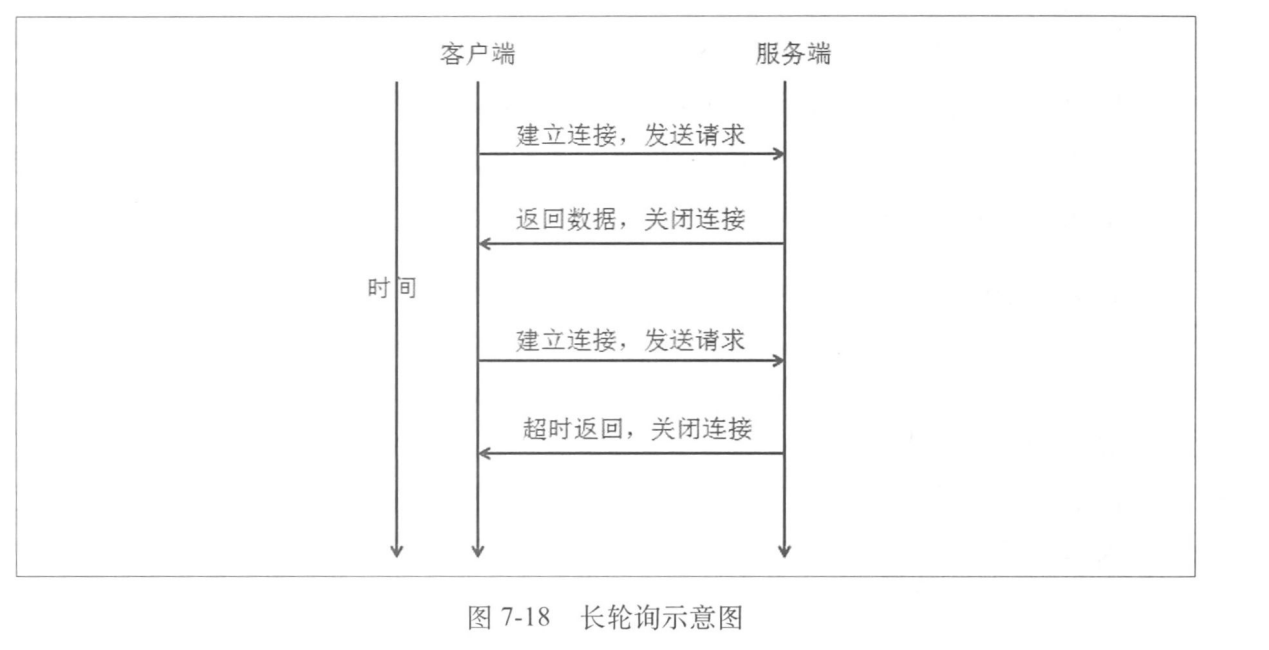 客户端 服务端
建立连接，发送请求
返回数据，关闭连接
时间
建立连接，发送请求
超时返回，关闭连接
图 7-18 长轮询示意图